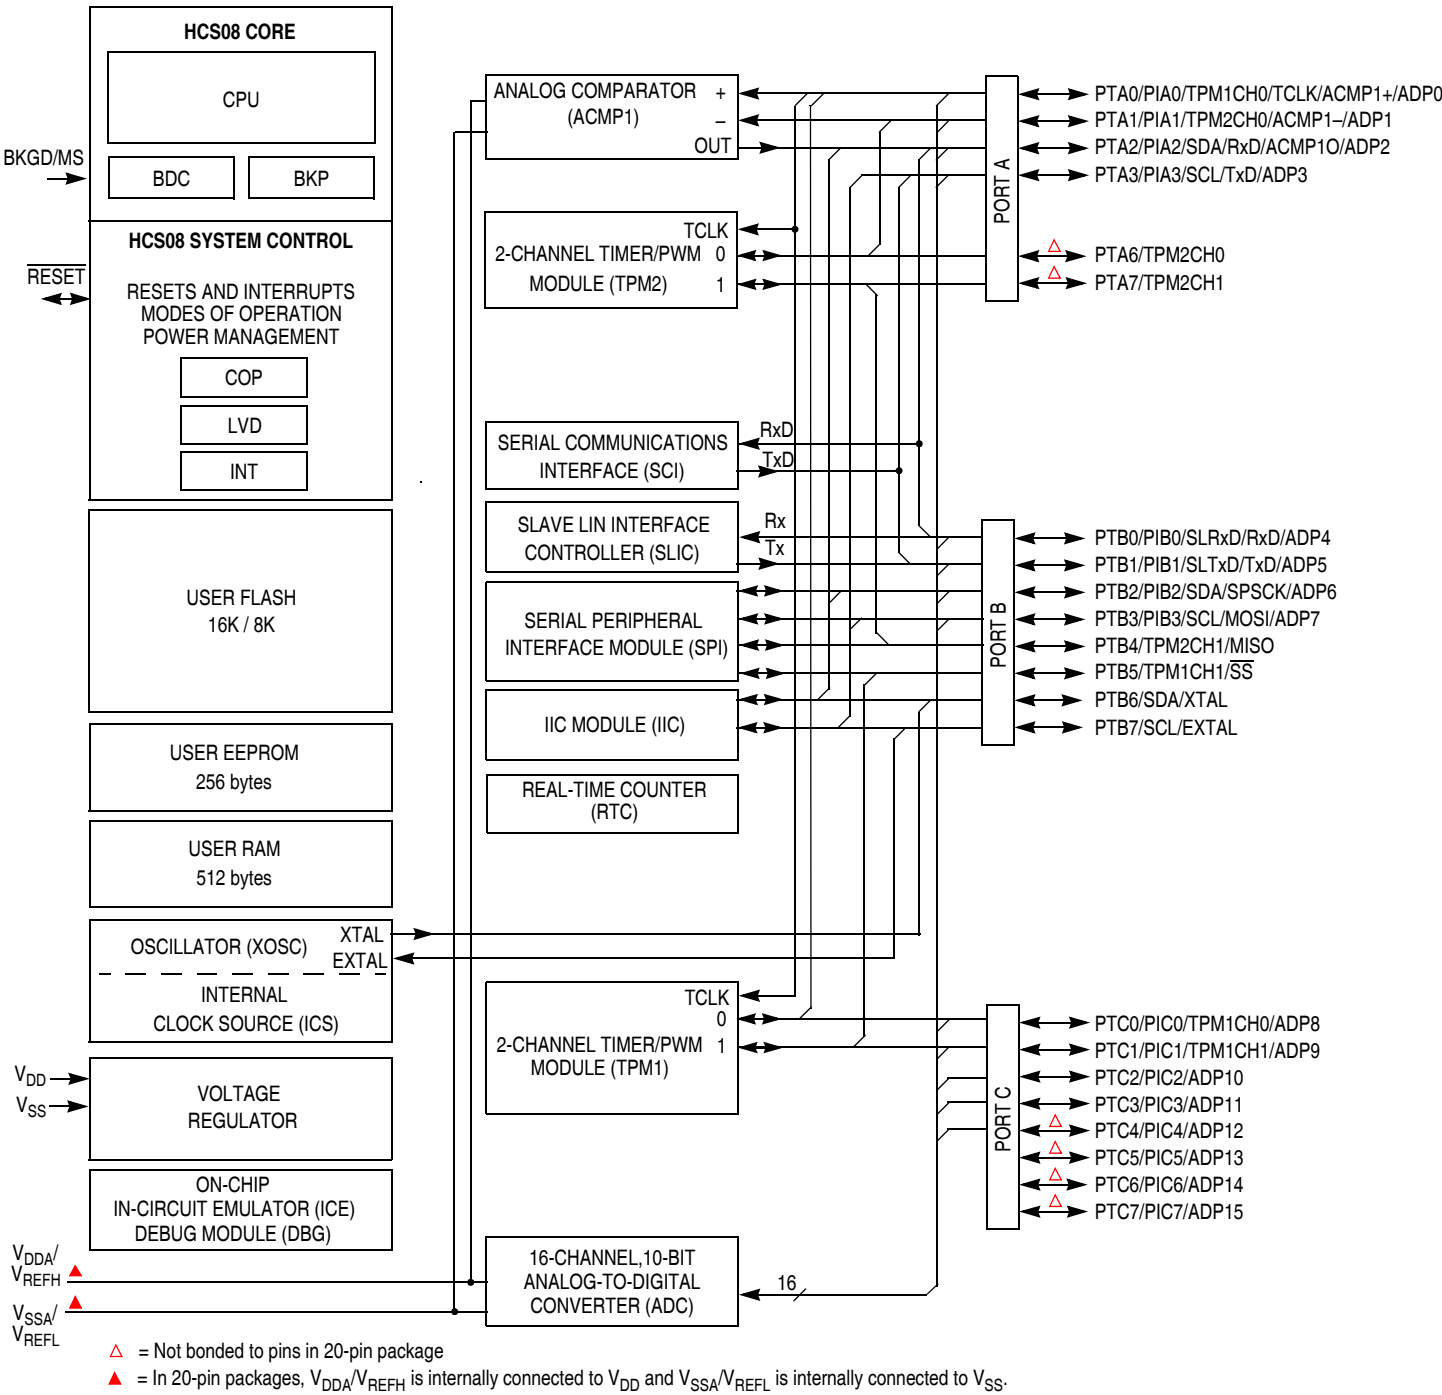 HCS08 CORE
CPU
BDC
BKP
BKGD/MS
HCS08 SYSTEM CONTROL
RESET
RESETS AND INTERRUPTS
MODES OF OPERATION
POWER MANAGEMENT
COP
LVD
INT
USER FLASH
16K / 8K
USER EEPROM
256 bytes
USER RAM
512 bytes
OSCILLATOR (XOSC)
XTAL
EXTAL
INTERNAL
CLOCK SOURCE (ICS)
VDD
VSS
VOLTAGE
REGULATOR
ON-CHIP
IN-CIRCUIT EMULATOR (ICE)
DEBUG MODULE (DBG)
VDDA/
VREFH
VSSA/
VREFL
ANALOG COMPARATOR
(ACMP1)
+
–
OUT
TCLK
2-CHANNEL TIMER/PWM 0
MODULE (TPM2) 1
SERIAL COMMUNICATIONS
INTERFACE (SCI)
RxD
TxD
SLAVE LIN INTERFACE
CONTROLLER (SLIC)
Rx
Tx
SERIAL PERIPHERAL
INTERFACE MODULE (SPI)
IIC MODULE (IIC)
REAL-TIME COUNTER
(RTC)
TCLK
0
2-CHANNEL TIMER/PWM 1
MODULE (TPM1)
16-CHANNEL,10-BIT
ANALOG-TO-DIGITAL
CONVERTER (ADC)
16
PORT A
PTA0/PIA0/TPM1CH0/TCLK/ACMP1+/ADP0
PTA1/PIA1/TPM2CH0/ACMP1–/ADP1
PTA2/PIA2/SDA/RxD/ACMP1O/ADP2
PTA3/PIA3/SCL/TxD/ADP3
PTA6/TPM2CH0
PTA7/TPM2CH1
PORT B
PTB0/PIB0/SLRxD/RxD/ADP4
PTB1/PIB1/SLTxD/TxD/ADP5
PTB2/PIB2/SDA/SPSCK/ADP6
PTB3/PIB3/SCL/MOSI/ADP7
PTB4/TPM2CH1/MISO
PTB5/TPM1CH1/SS
PTB6/SDA/XTAL
PTB7/SCL/EXTAL
PORT C
PTC0/PIC0/TPM1CH0/ADP8
PTC1/PIC1/TPM1CH1/ADP9
PTC2/PIC2/ADP10
PTC3/PIC3/ADP11
PTC4/PIC4/ADP12
PTC5/PIC5/ADP13
PTC6/PIC6/ADP14
PTC7/PIC7/ADP15
△ = Not bonded to pins in 20-pin package
▲ = In 20-pin packages, VDDA/VREFH is internally connected to VDD and VSSA/VREFL is internally connected to VSS.